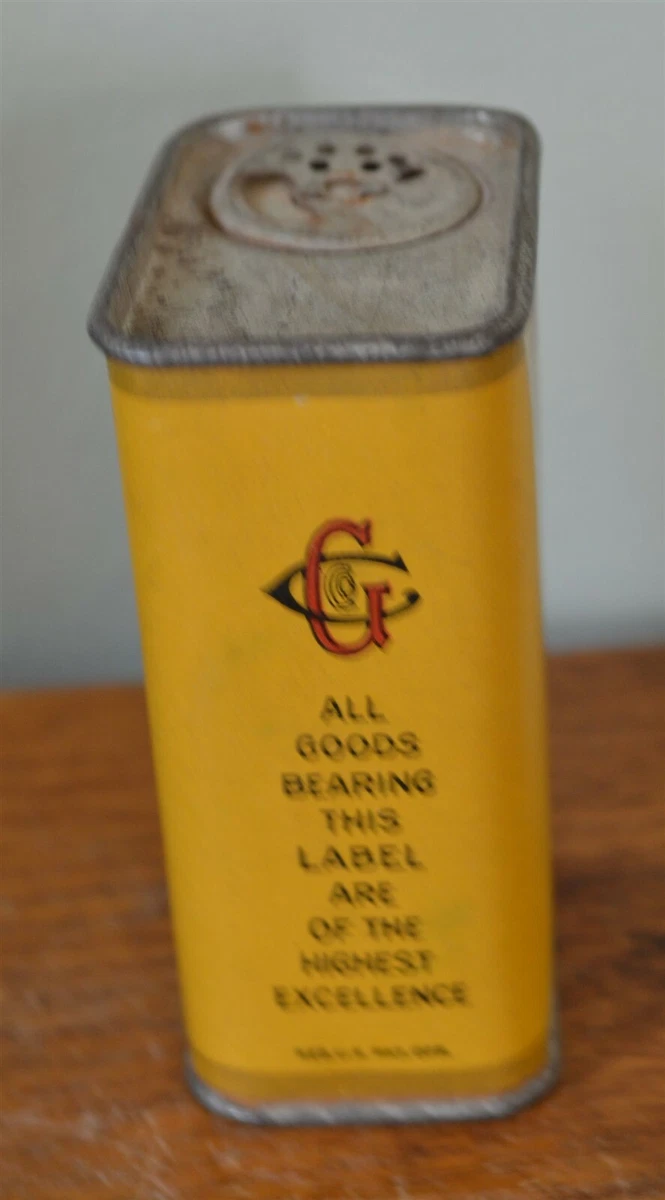 ALL
GOODS
BEARING
THIS
LABEL
ARE
OF THE
HIGHEST
EXCELLENCE